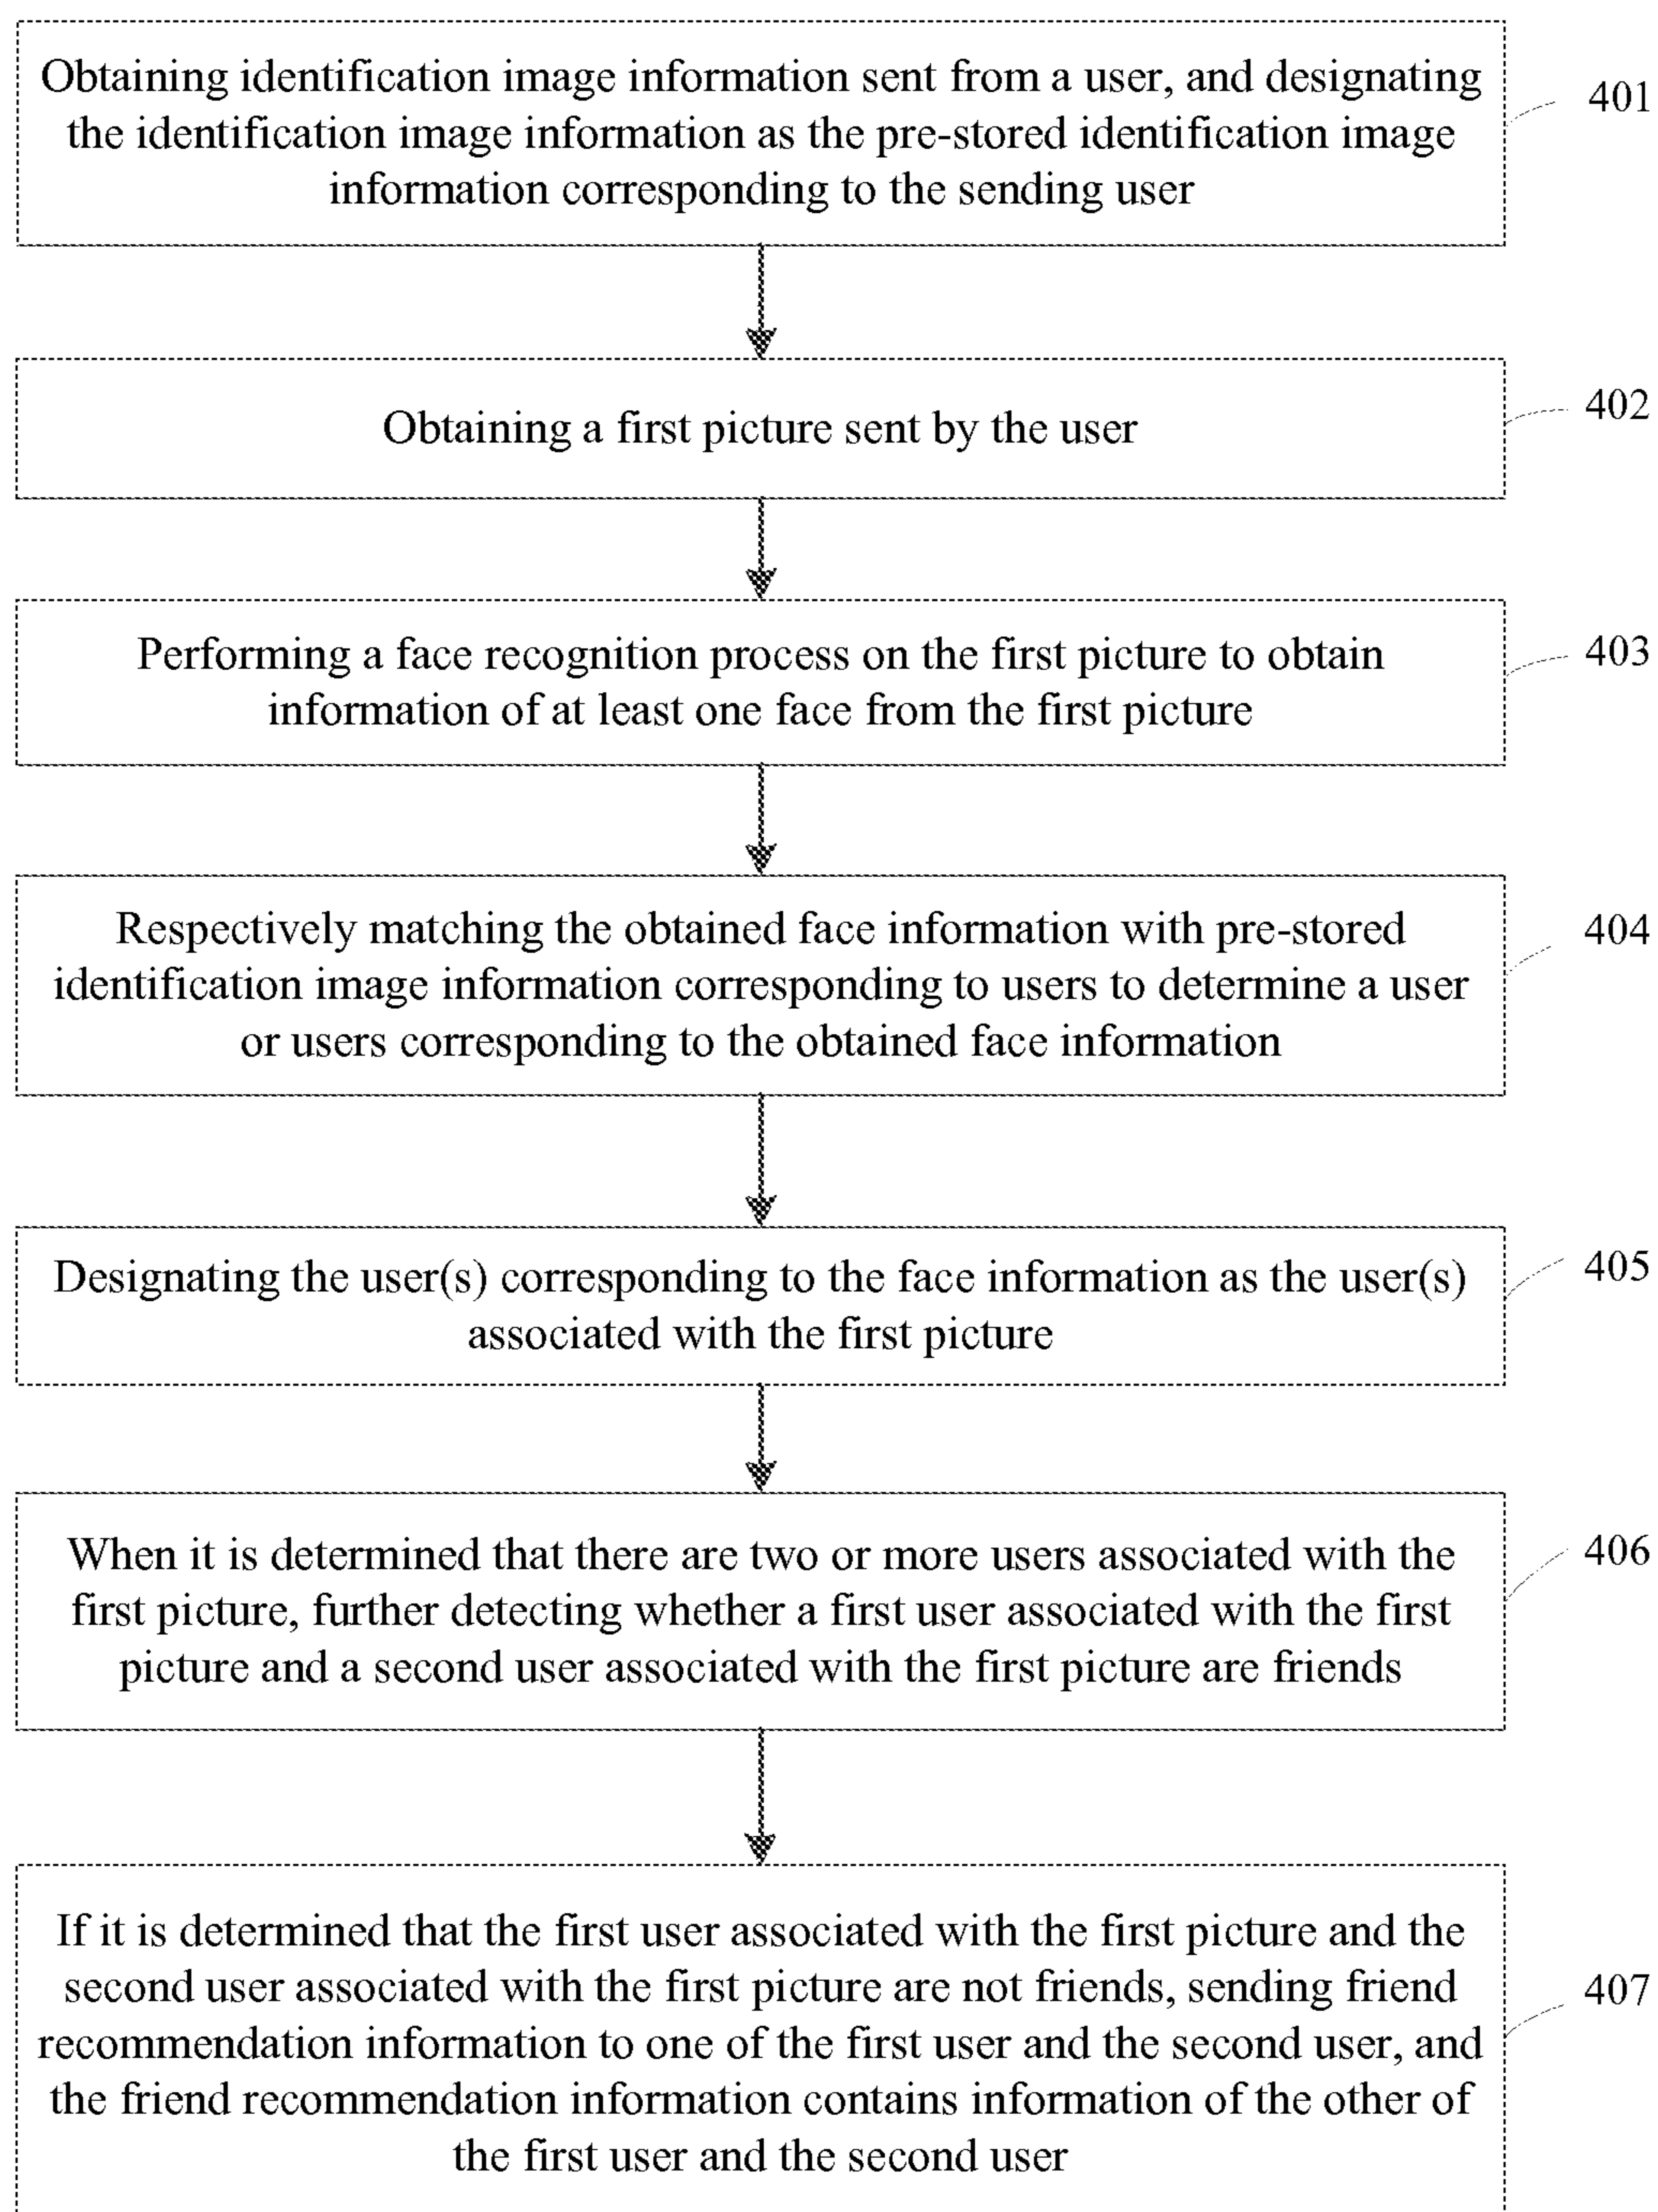 Obtaining identification image information sent from a user, and designating
the identification image information as the pre-stored identification image
information corresponding to the sending user
401
Obtaining a first picture sent by the user
402
Performing a face recognition process on the first picture to obtain
information of at least one face from the first picture
403
Respectively matching the obtained face information with pre-stored
identification image information corresponding to users to determine a user
or users corresponding to the obtained face information
404
Designating the user(s) corresponding to the face information as the user(s)
associated with the first picture
405
When it is determined that there are two or more users associated with the
first picture, further detecting whether a first user associated with the first
picture and a second user associated with the first picture are friends
406
If it is determined that the first user associated with the first picture and the
second user associated with the first picture are not friends, sending friend
recommendation information to one of the first user and the second user, and
the friend recommendation information contains information of the other of
the first user and the second user
407